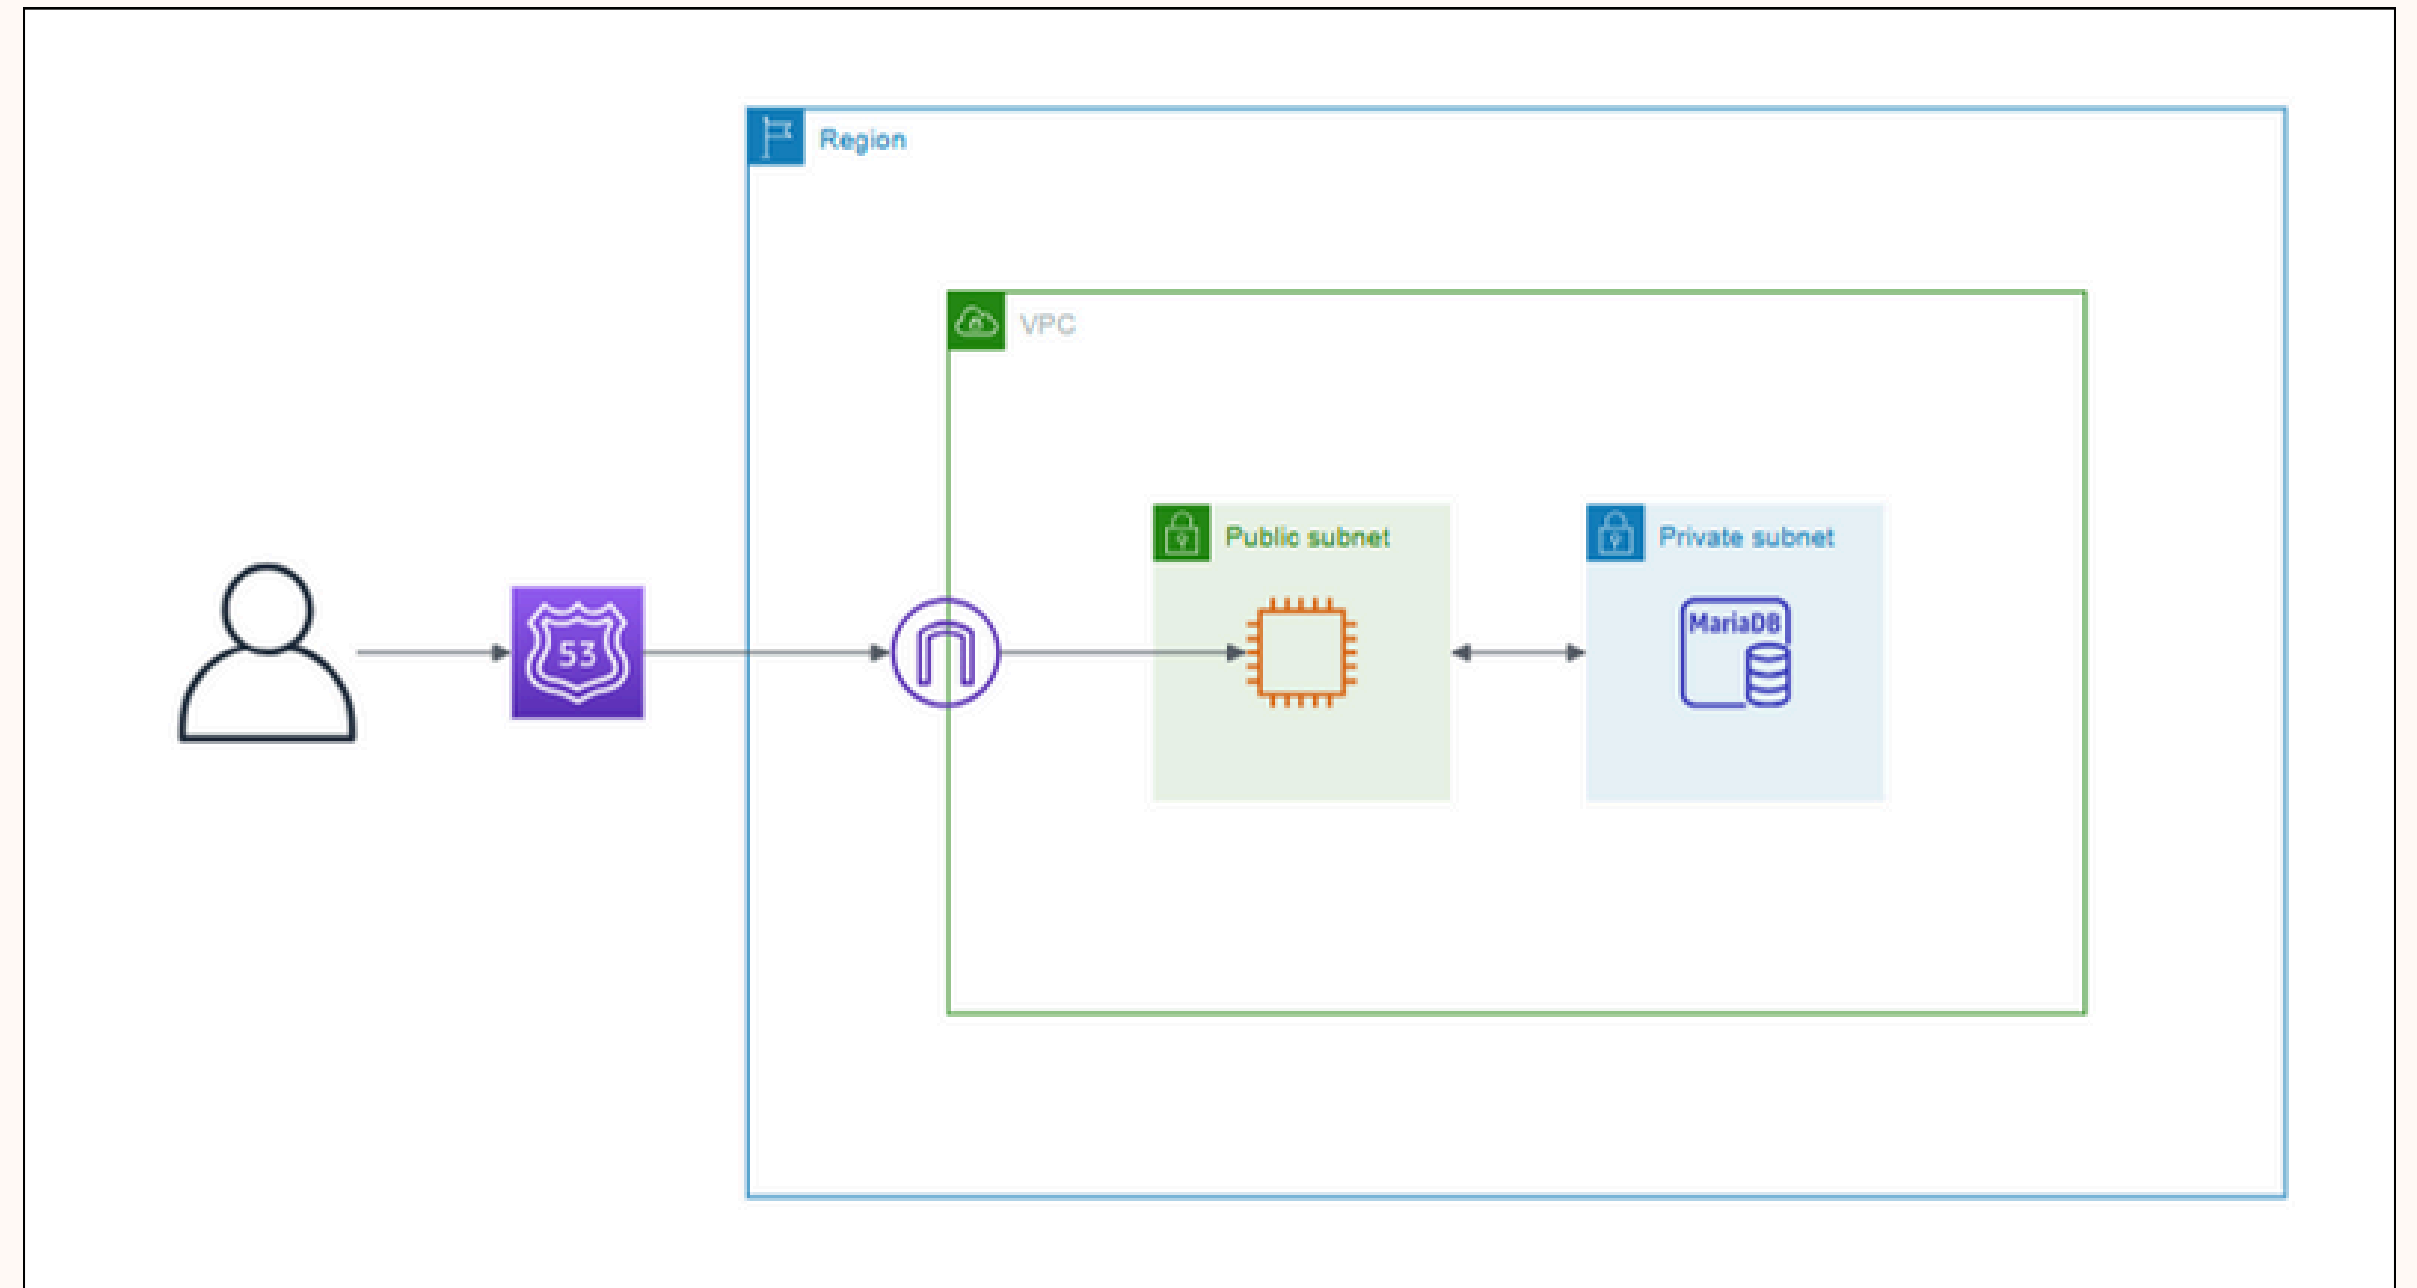 Region
VPC
Public subnet
Private subnet
53
MariaDB